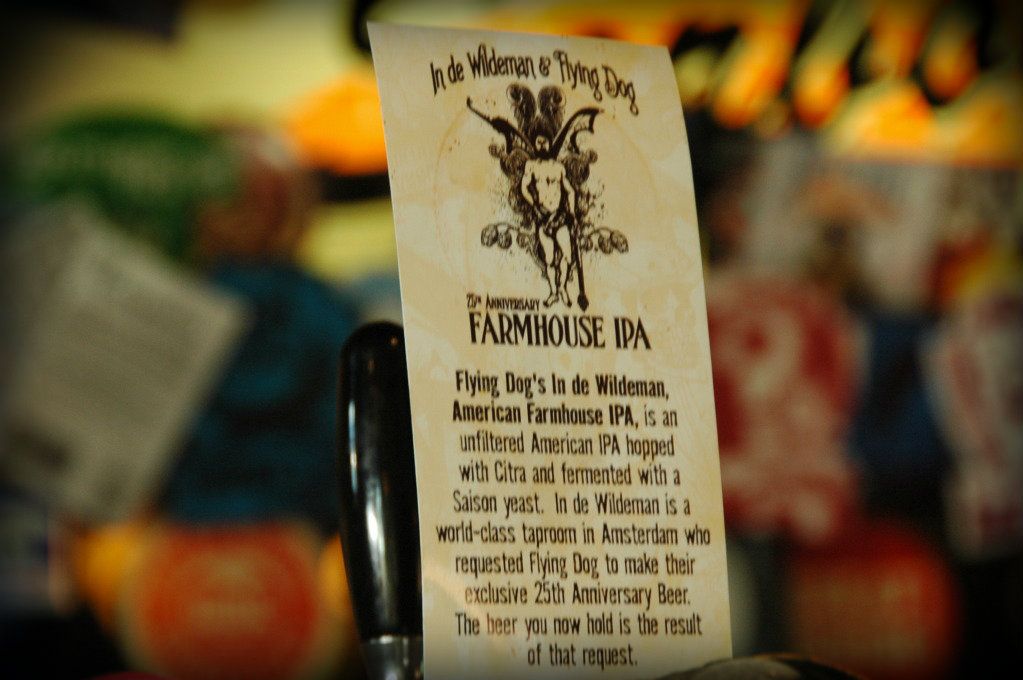 In de Wildeman & Flying Dog
25th Anniversary
FARMHOUSE IPA
Flying Dog's In de Wildeman,
American Farmhouse IPA, is an
unfiltered American IPA hopped
with Citra and fermented with a
Saison yeast. In de Wildeman is a
world-class taproom in Amsterdam who
requested Flying Dog to make their
exclusive 25th Anniversary Beer.
The beer you now hold is the result
of that request.